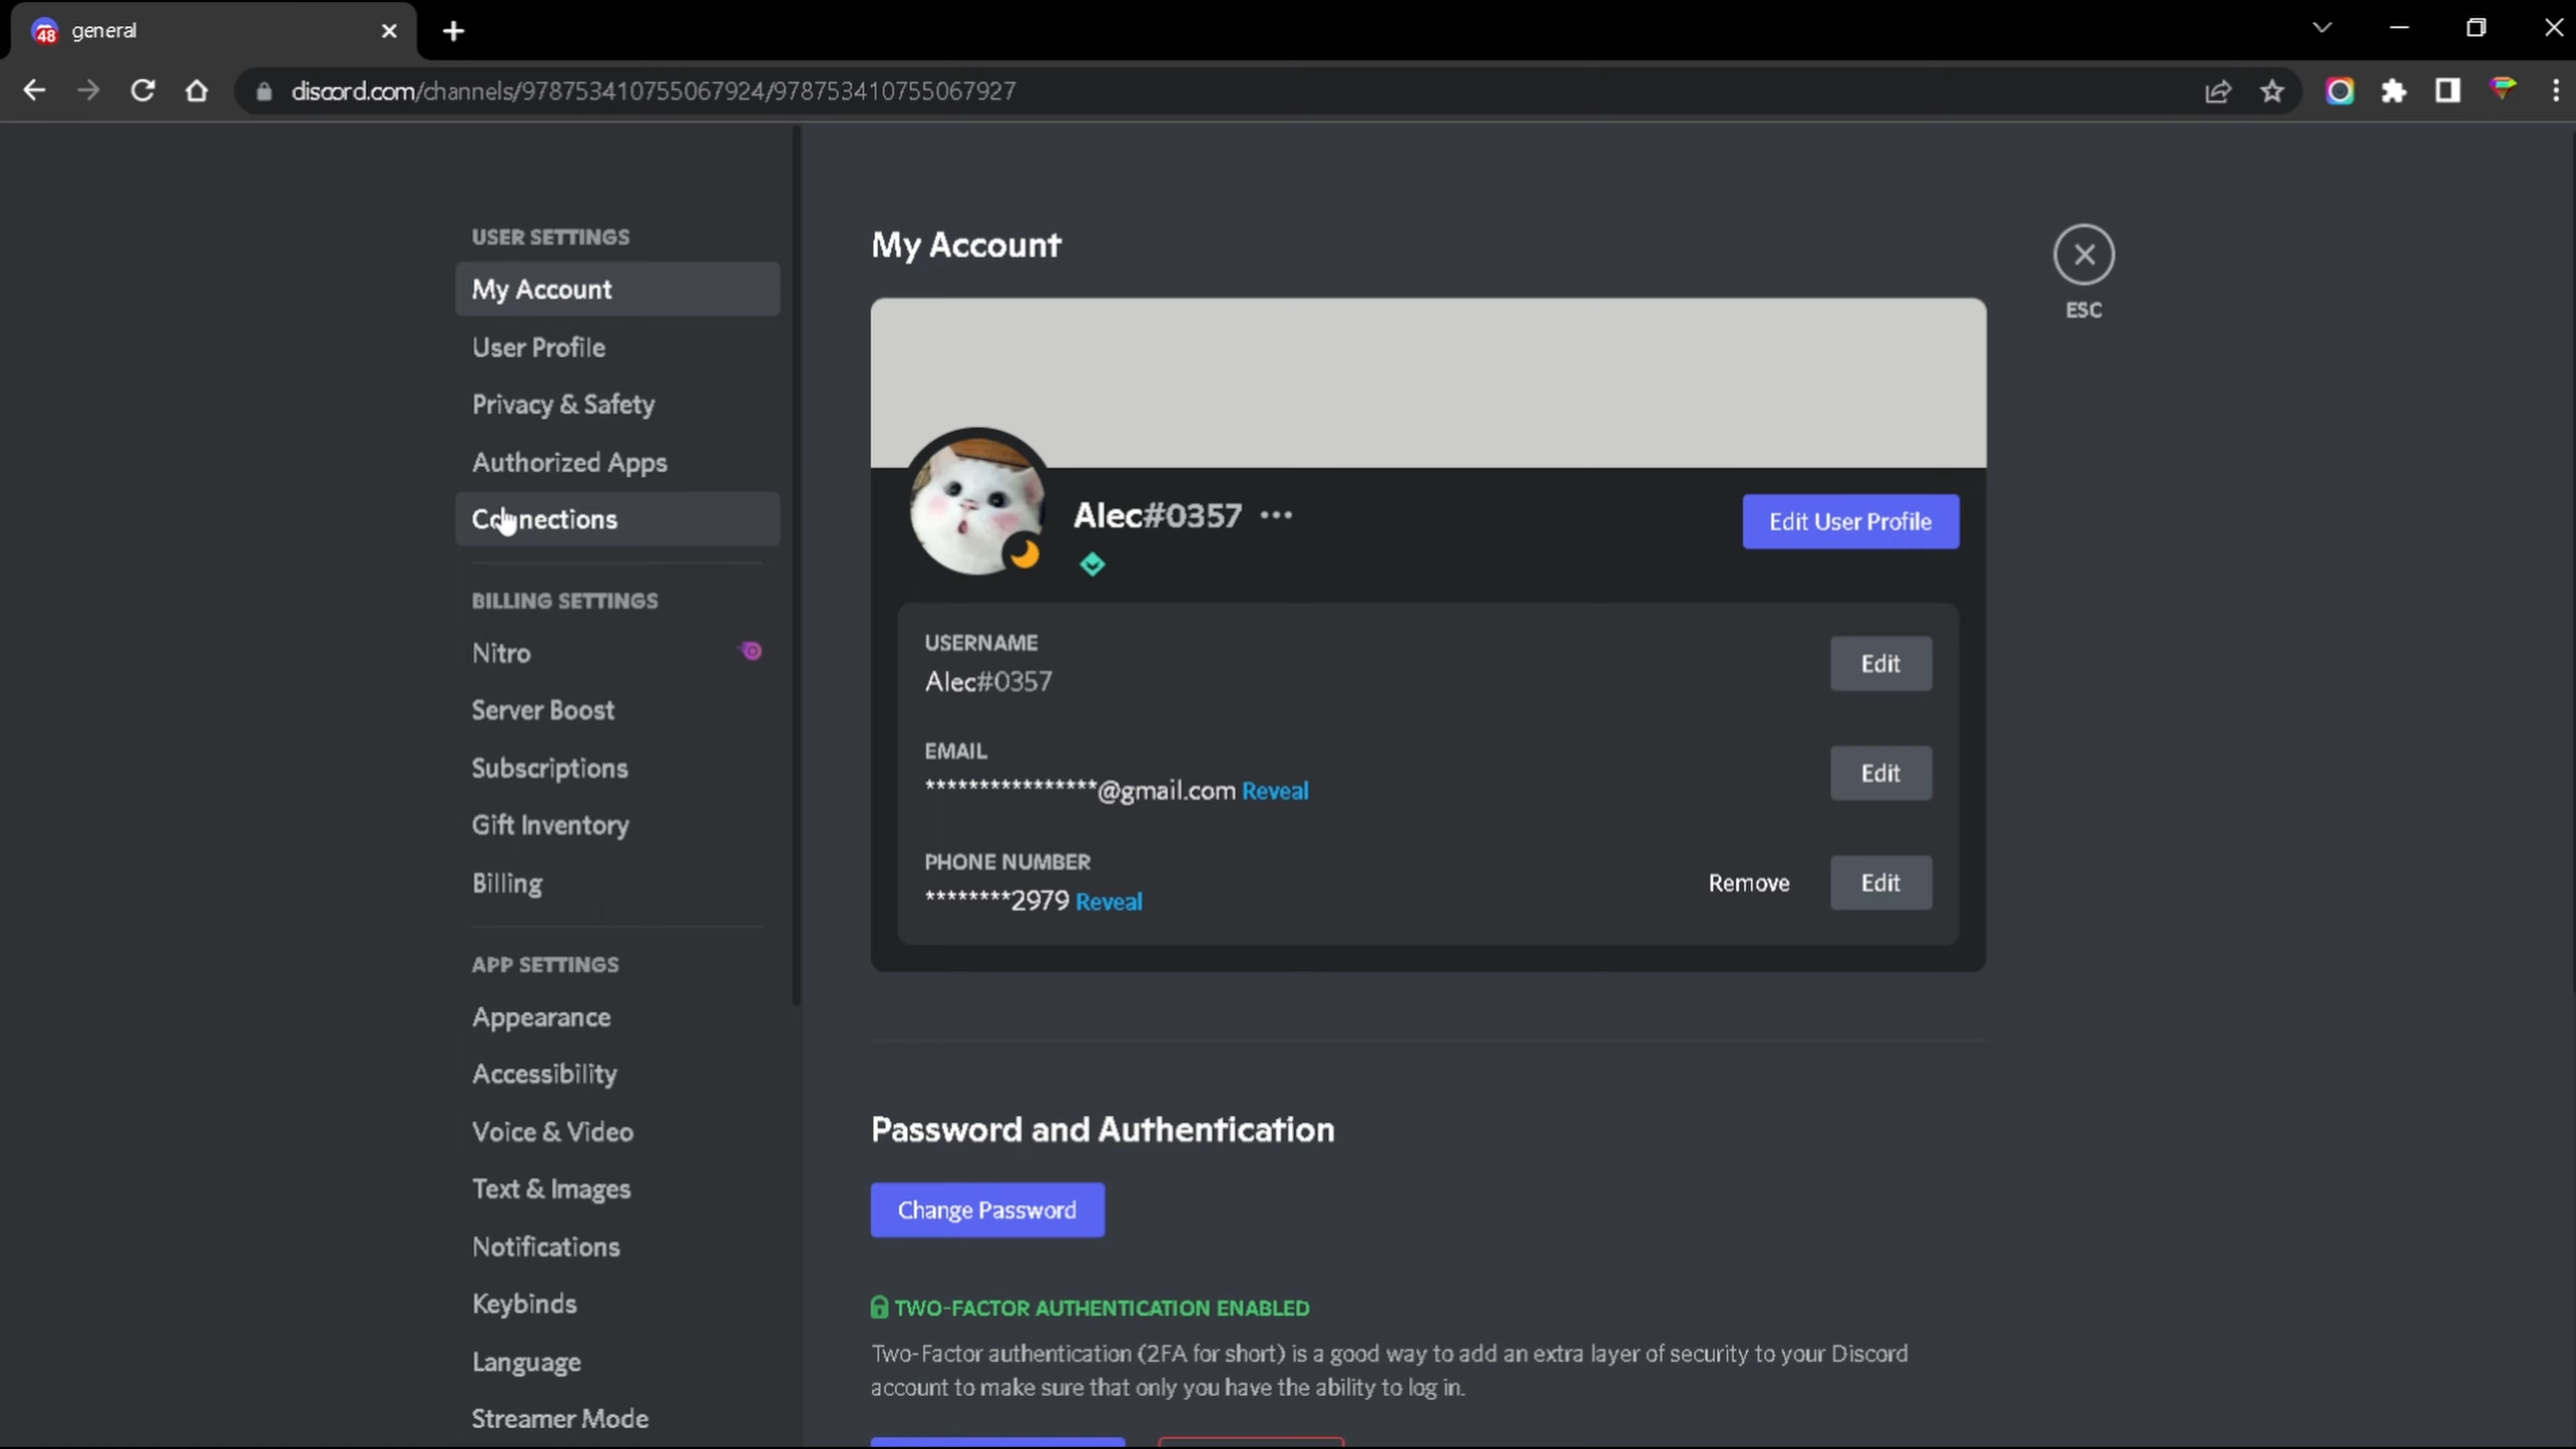 48 general
discord.com/channels/978753410755067924/978753410755067927
USER SETTINGS
My Account
User Profile
Privacy & Safety
Authorized Apps
Connections
BILLING SETTINGS
Nitro
Server Boost
Subscriptions
Gift Inventory
Billing
APP SETTINGS
Appearance
Accessibility
Voice & Video
Text & Images
Notifications
Keybinds
Language
Streamer Mode
My Account
ESC
Alec#0357
Edit User Profile
USERNAME
Alec#0357
Edit
EMAIL
****************@gmail.com Reveal
Edit
PHONE NUMBER
********2979 Reveal
Remove
Edit
Password and Authentication
Change Password
TWO-FACTOR AUTHENTICATION ENABLED
Two-Factor authentication (2FA for short) is a good way to add an extra layer of security to your Discord
account to make sure that only you have the ability to log in.